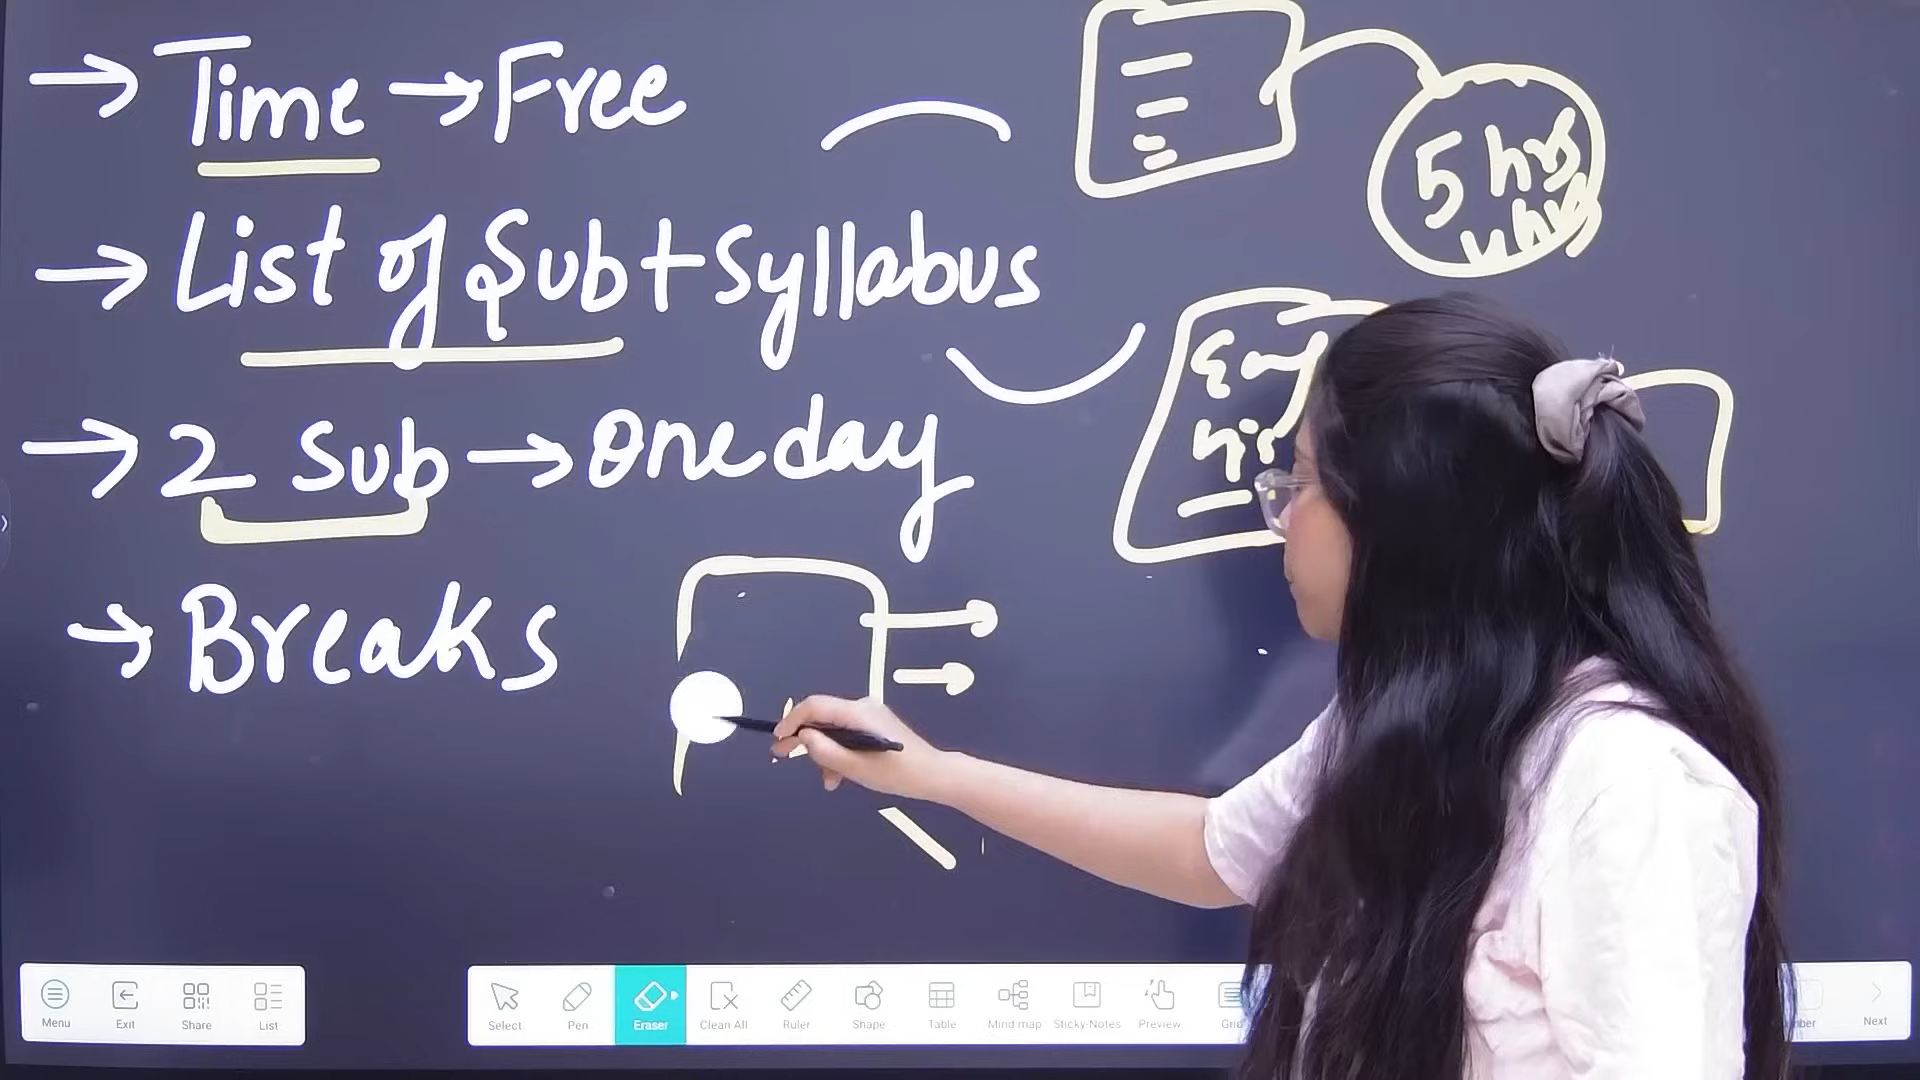 → Time → Free
→ List of Sub + Syllabus
→ 2 Sub → One day
→ Breaks
5 hrs
Menu
Exit
Share
List
Select
Pen
Eraser
Clean All
Ruler
Shape
Table
Mind map
Sticky-Notes
Preview
Grid
Next